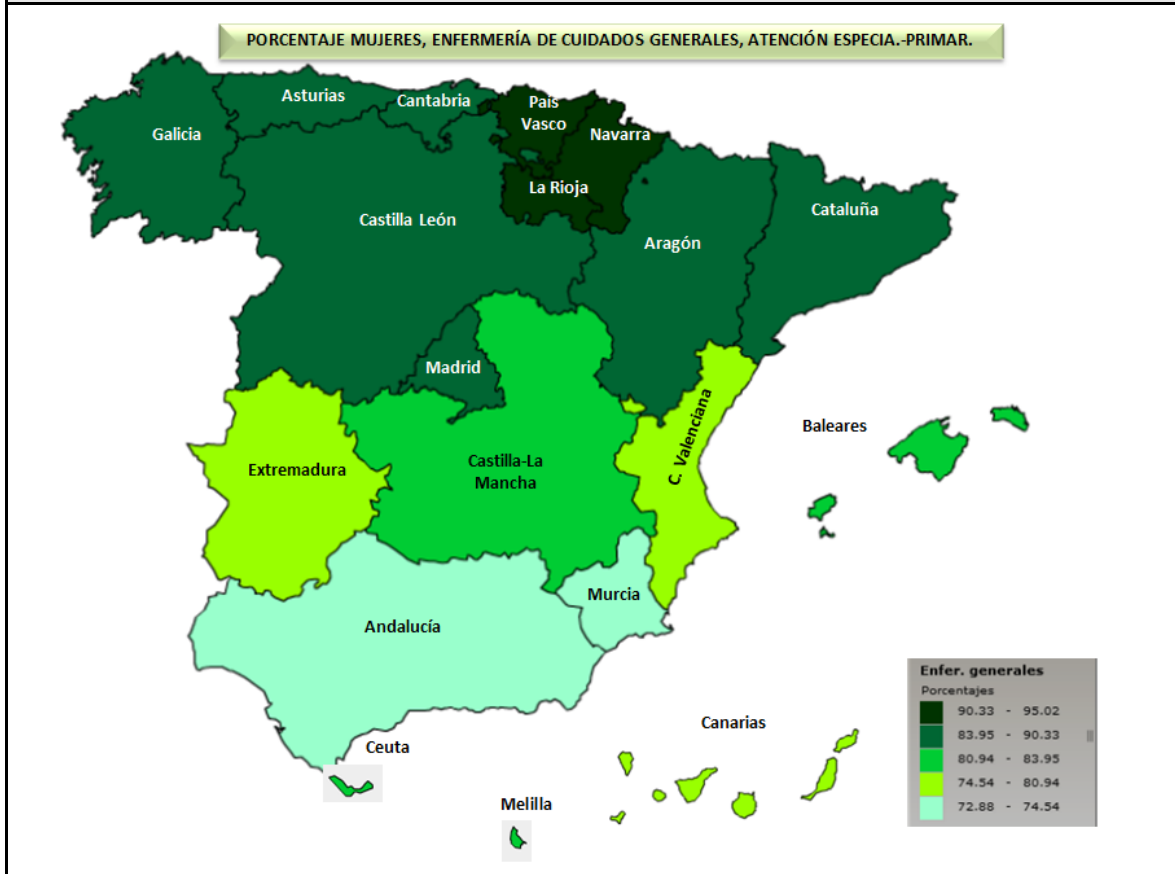 PORCENTAJE MUJERES, ENFERMERÍA DE CUIDADOS GENERALES, ATENCIÓN ESPECIA.-PRIMAR.
Asturias
Cantabria
País
Vasco
Galicia
Navarra
La Rioja
Castilla León
Cataluña
Aragón
Madrid
C. Valenciana
Baleares
Extremadura
Castilla-La
Mancha
Murcia
Andalucía
Ceuta
Canarias
Melilla
Enfer. generales
Porcentajes
90.33 - 95.02
83.95 - 90.33
80.94 - 83.95
74.54 - 80.94
72.88 - 74.54